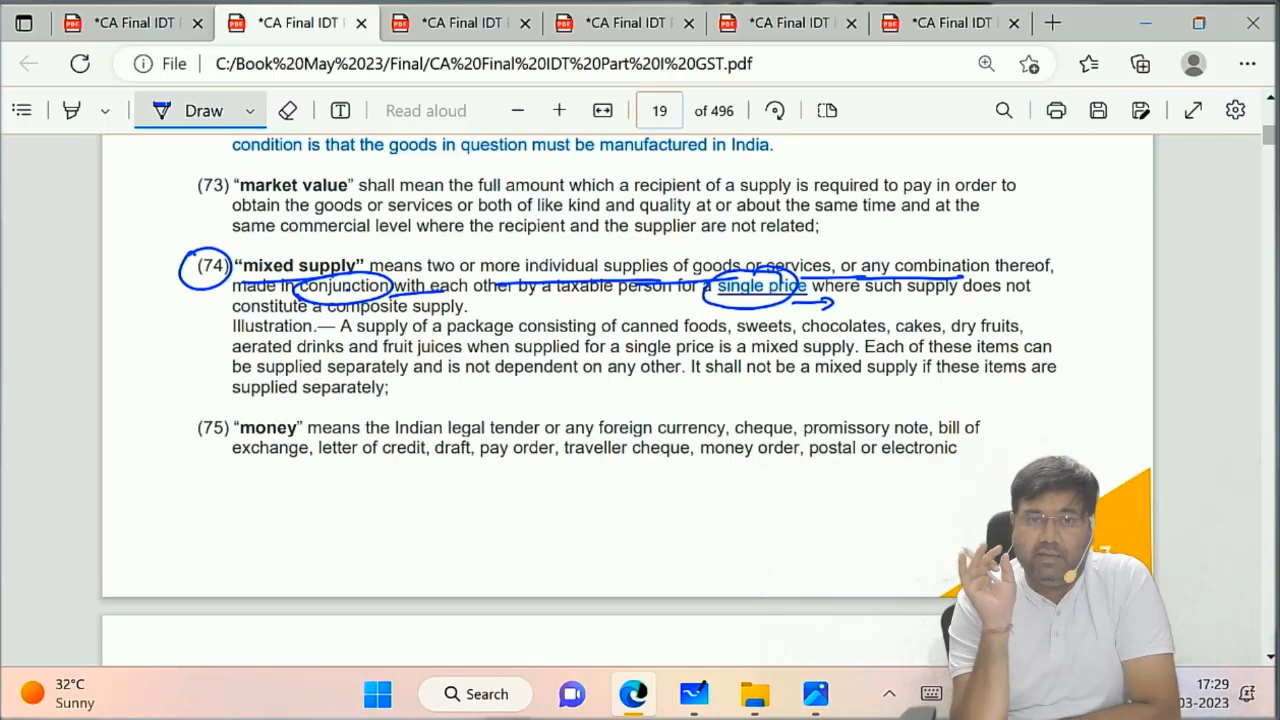 *CA Final IDT
*CA Final IDT
*CA Final IDT
*CA Final IDT
*CA Final IDT
*CA Final IDT
File C:/Book%20May%202023/Final/CA%20Final%20IDT%20Part%20I%20GST.pdf
Draw Read aloud 19 of 496
condition is that the goods in question must be manufactured in India.
(73) “market value” shall mean the full amount which a recipient of a supply is required to pay in order to
obtain the goods or services or both of like kind and quality at or about the same time and at the
same commercial level where the recipient and the supplier are not related;
(74) “mixed supply” means two or more individual supplies of goods or services, or any combination thereof,
made in conjunction with each other by a taxable person for a single price where such supply does not
constitute a composite supply.
Illustration.— A supply of a package consisting of canned foods, sweets, chocolates, cakes, dry fruits,
aerated drinks and fruit juices when supplied for a single price is a mixed supply. Each of these items can
be supplied separately and is not dependent on any other. It shall not be a mixed supply if these items are
supplied separately;
(75) “money” means the Indian legal tender or any foreign currency, cheque, promissory note, bill of
exchange, letter of credit, draft, pay order, traveller cheque, money order, postal or electronic
32°C
Sunny
Search
17:29
03-2023